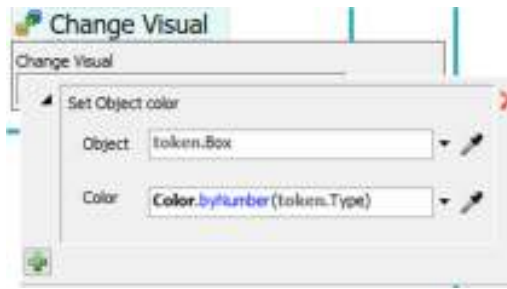 Change Visual
Change Visual
Set Object color
Object token.Box
Color Color.byNumber(token.Type)